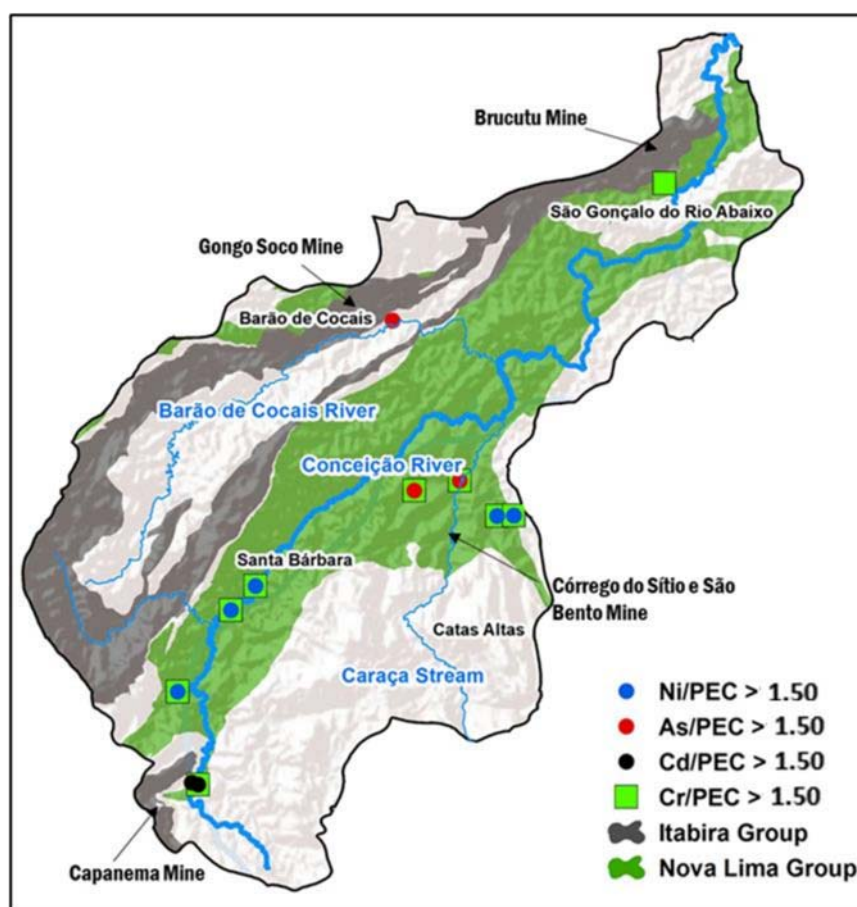 Brucutu Mine
São Gonçalo do Rio Abaixo
Gongo Soco Mine
Barão de Cocais
Barão de Cocais River
Conceição River
Santa Bárbara
Córrego do Sítio e São
Bento Mine
Catas Altas
Caraça Stream
Capanema Mine
Ni/PEC > 1.50
As/PEC > 1.50
Cd/PEC > 1.50
Cr/PEC > 1.50
Itabira Group
Nova Lima Group